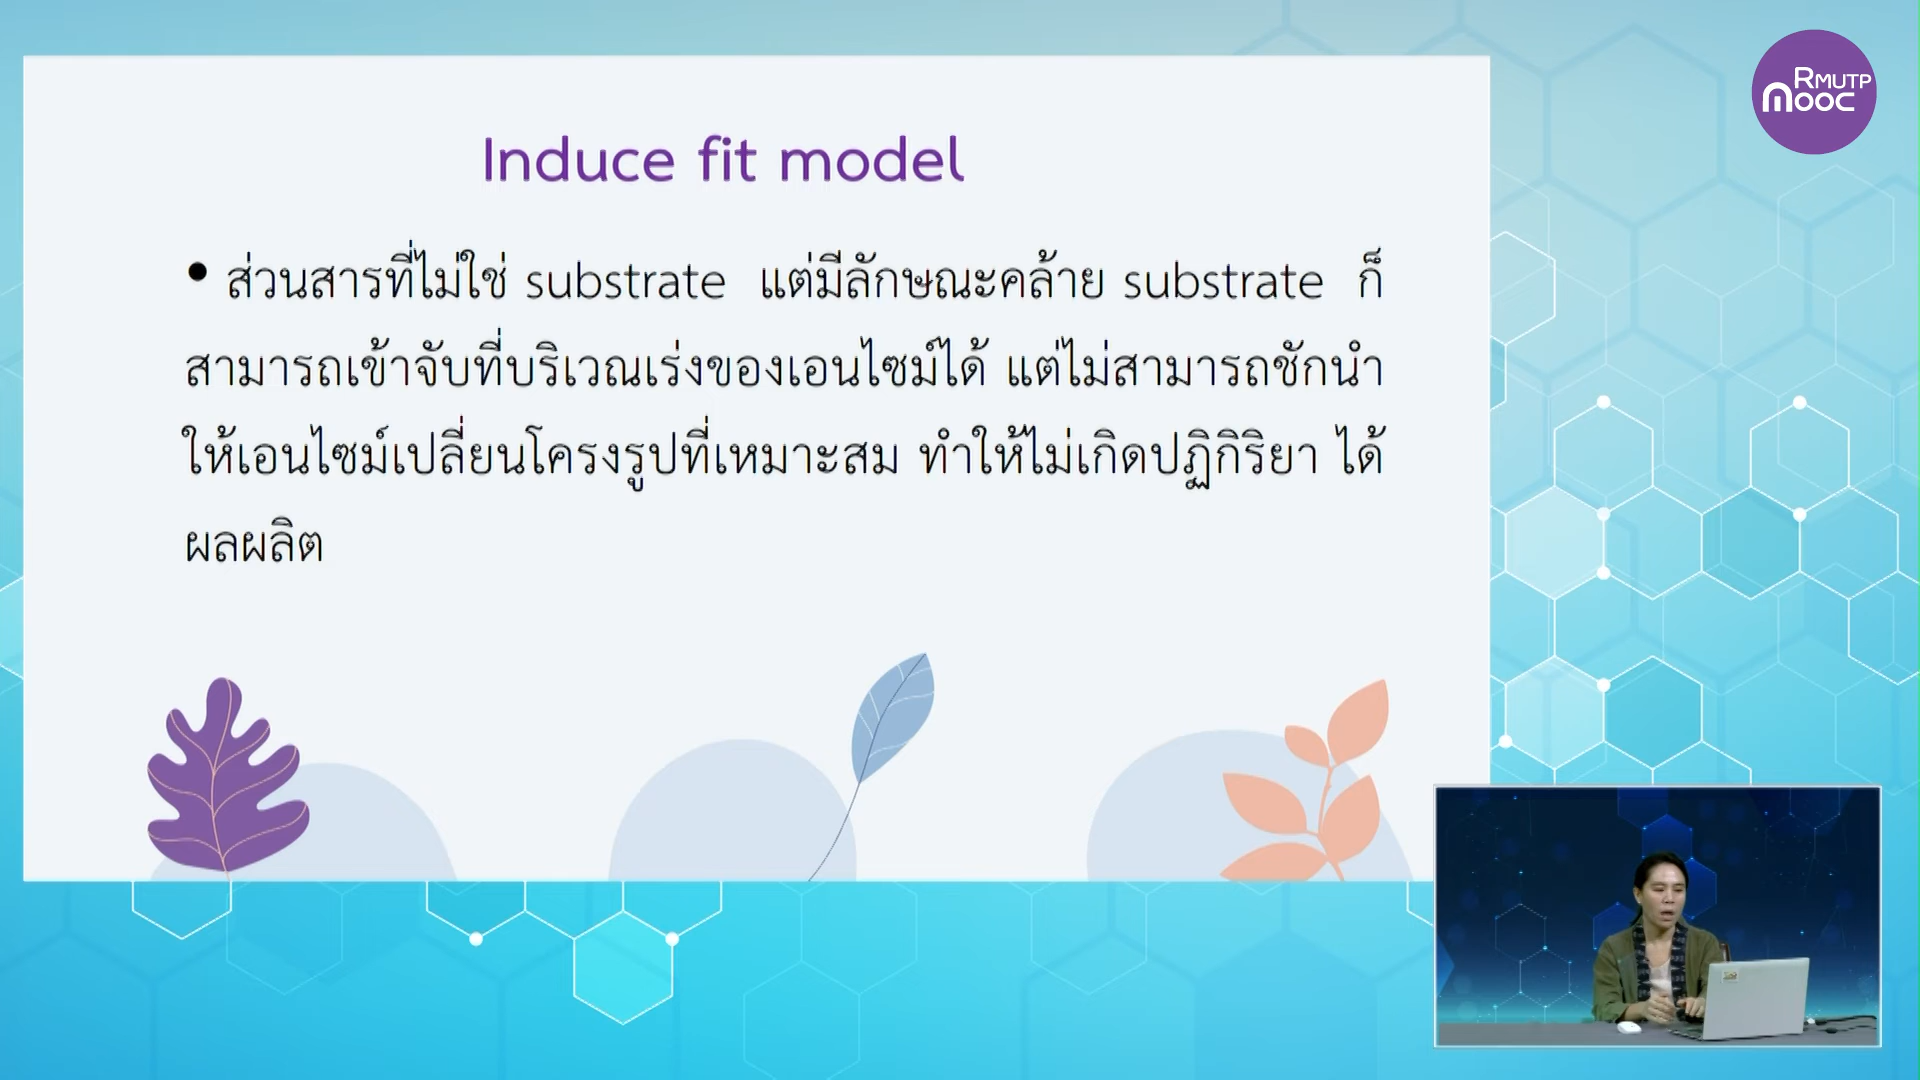 RMUTP
mooc
Induce fit model
• ส่วนสารที่ไม่ใช่ substrate แต่มีลักษณะคล้าย substrate ก็
สามารถเข้าจับที่บริเวณเร่งของเอนไซม์ได้ แต่ไม่สามารถชักนำ
ให้เอนไซม์เปลี่ยนโครงรูปที่เหมาะสม ทำให้ไม่เกิดปฏิกิริยา ได้
ผลผลิต